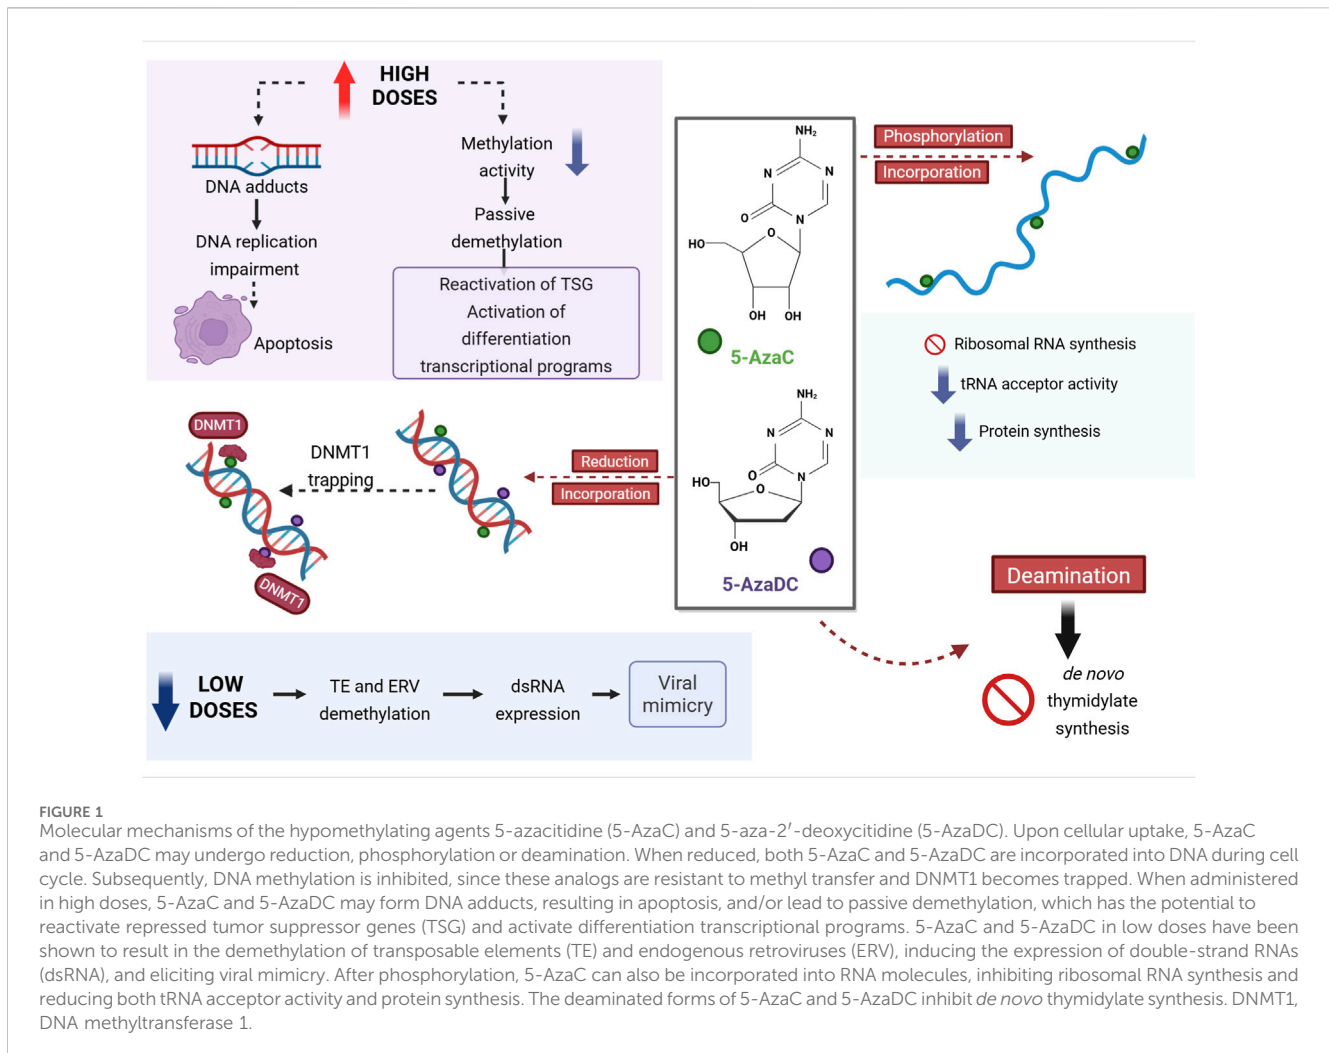 HIGH
DOSES
DNA adducts
DNA replication
impairment
Apoptosis
Methylation
activity
Passive
demethylation
Reactivation of TSG
Activation of
differentiation
transcriptional programs
NH₂
N
N
N
O
O
HO
OH
OH
5-AzaC
NH₂
N
N
N
O
O
HO
OH
5-AzaDC
Phosphorylation
Incorporation
Ribosomal RNA synthesis
tRNA acceptor activity
Protein synthesis
DNMT1
DNMT1
trapping
DNMT1
Reduction
Incorporation
Deamination
de novo
thymidylate
synthesis
LOW
DOSES
TE and ERV
demethylation
dsRNA
expression
Viral
mimicry
FIGURE 1
Molecular mechanisms of the hypomethylating agents 5-azacitidine (5-AzaC) and 5-aza-2′-deoxycitidine (5-AzaDC). Upon cellular uptake, 5-AzaC
and 5-AzaDC may undergo reduction, phosphorylation or deamination. When reduced, both 5-AzaC and 5-AzaDC are incorporated into DNA during cell
cycle. Subsequently, DNA methylation is inhibited, since these analogs are resistant to methyl transfer and DNMT1 becomes trapped. When administered
in high doses, 5-AzaC and 5-AzaDC may form DNA adducts, resulting in apoptosis, and/or lead to passive demethylation, which has the potential to
reactivate repressed tumor suppressor genes (TSG) and activate differentiation transcriptional programs. 5-AzaC and 5-AzaDC in low doses have been
shown to result in the demethylation of transposable elements (TE) and endogenous retroviruses (ERV), inducing the expression of double-strand RNAs
(dsRNA), and eliciting viral mimicry. After phosphorylation, 5-AzaC can also be incorporated into RNA molecules, inhibiting ribosomal RNA synthesis and
reducing both tRNA acceptor activity and protein synthesis. The deaminated forms of 5-AzaC and 5-AzaDC inhibit de novo thymidylate synthesis. DNMT1,
DNA methyltransferase 1.